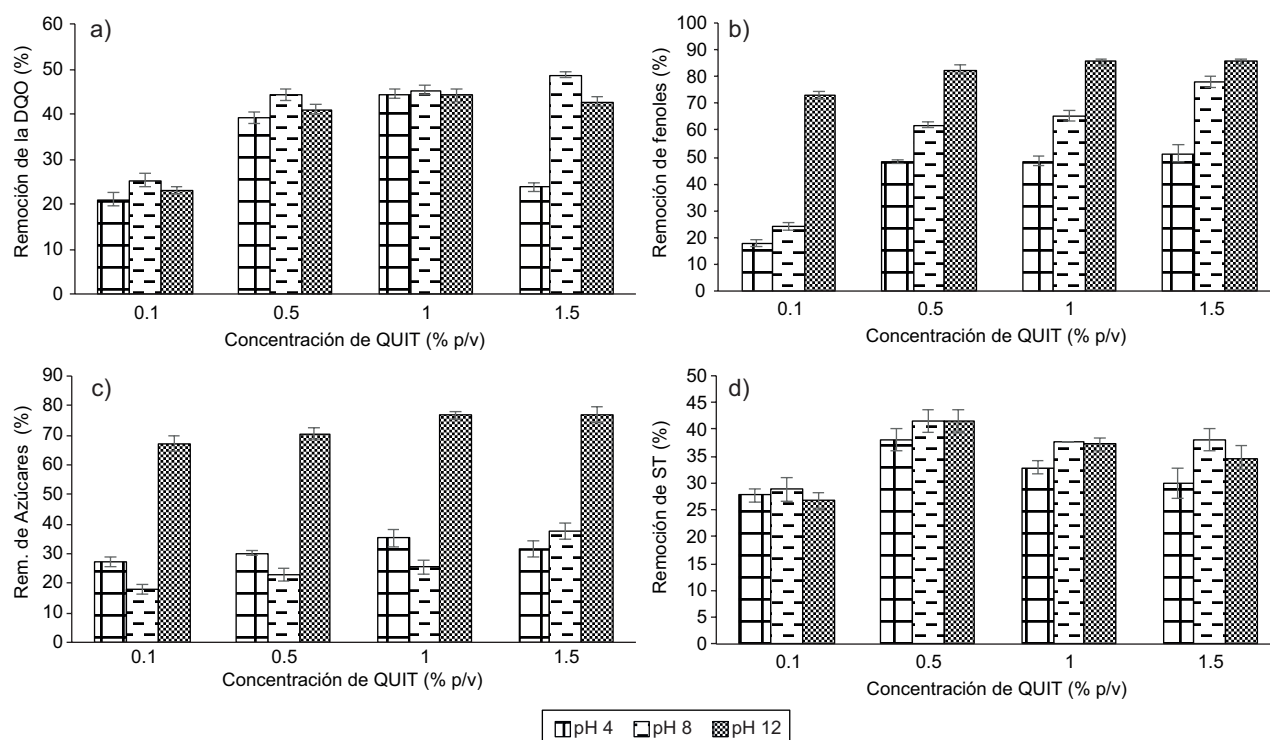 a)
Remoción de la DQO (%)
60
50
40
30
20
10
0
0.1 0.5 1 1.5
Concentración de QUIT (% p/v)
b)
Remoción de fenoles (%)
100
90
80
70
60
50
40
30
20
10
0
0.1 0.5 1 1.5
Concentración de QUIT (% p/v)
c)
Rem. de Azúcares (%)
90
80
70
60
50
40
30
20
10
0
0.1 0.5 1 1.5
Concentración de QUIT (% p/v)
d)
Remoción de ST (%)
50
45
40
35
30
25
20
15
10
5
0
0.1 0.5 1 1.5
Concentración de QUIT (% p/v)
pH 4 pH 8 pH 12